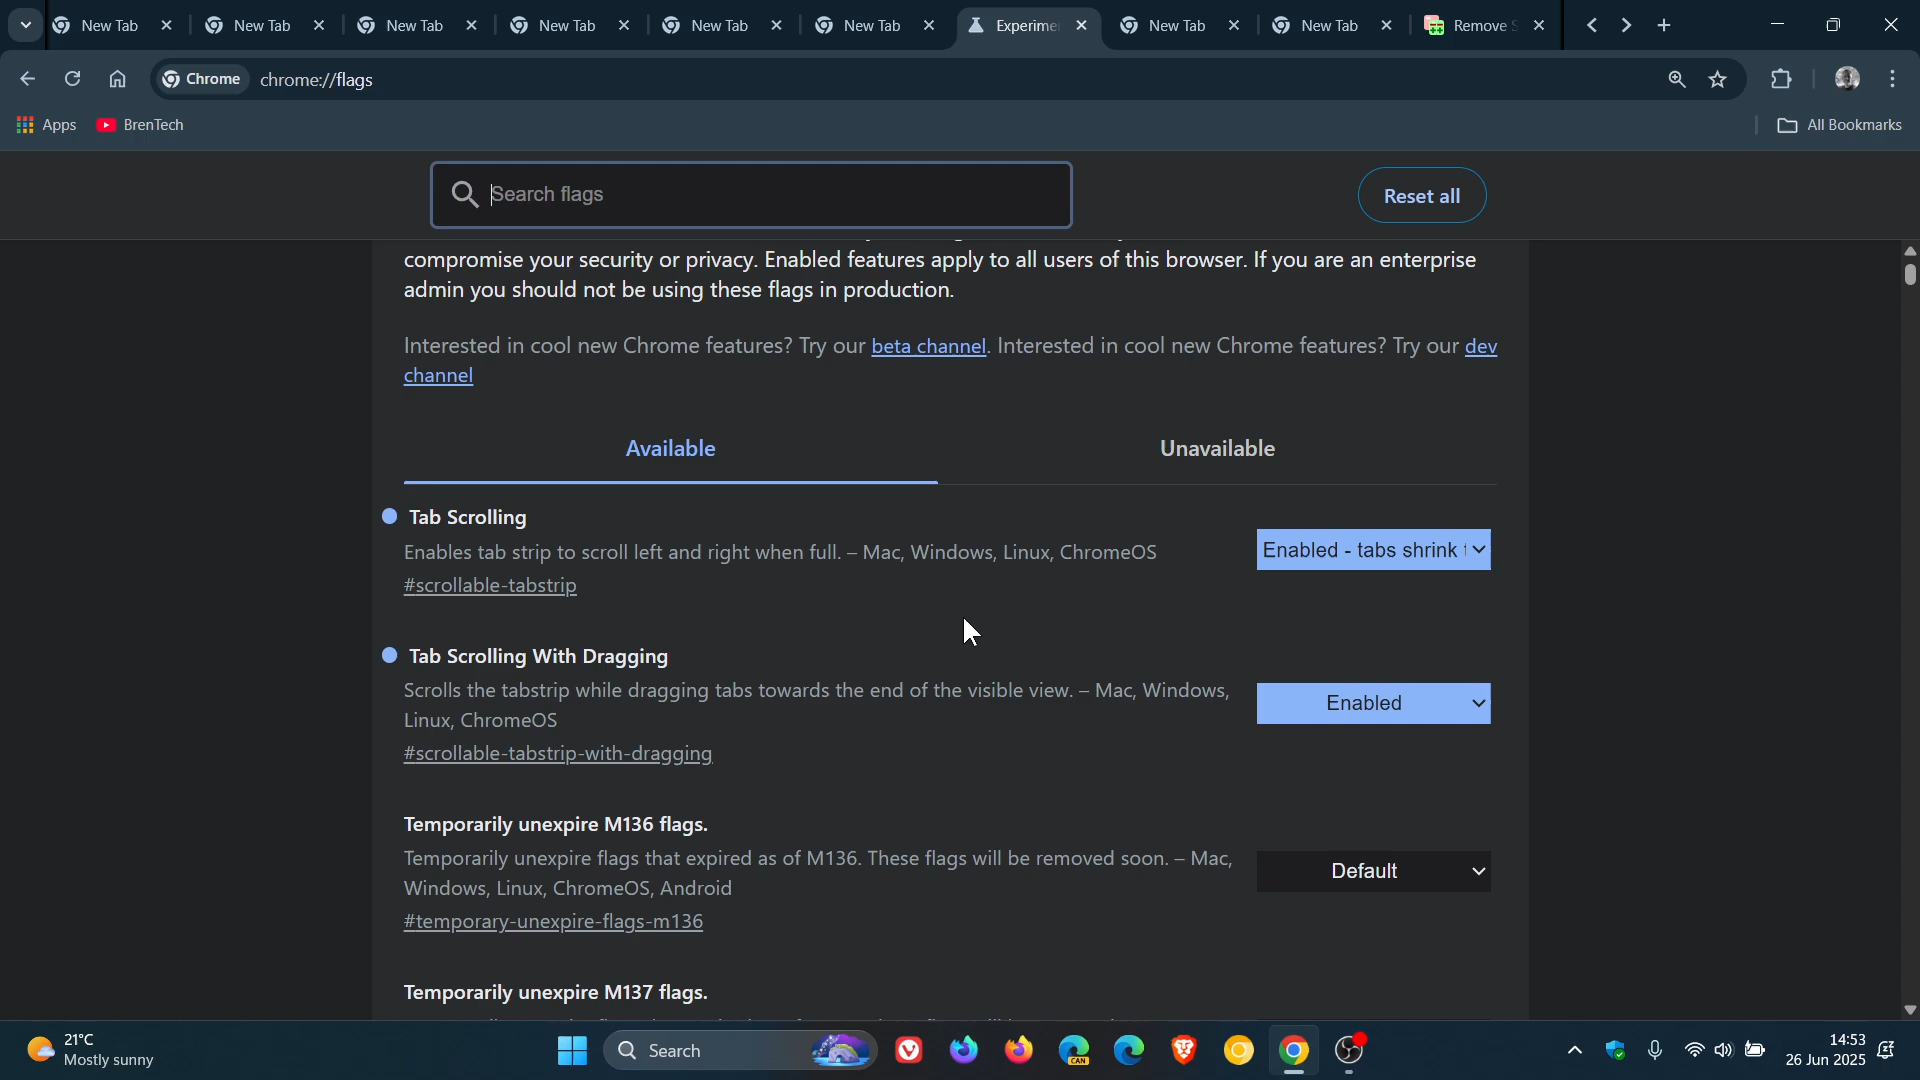 New Tab New Tab New Tab New Tab New Tab New Tab Experime New Tab New Tab Remove S
Chrome chrome://flags
Apps BrenTech All Bookmarks
Search flags Reset all
compromise your security or privacy. Enabled features apply to all users of this browser. If you are an enterprise
admin you should not be using these flags in production.
Interested in cool new Chrome features? Try our beta channel. Interested in cool new Chrome features? Try our dev
channel
Available Unavailable
Tab Scrolling
Enables tab strip to scroll left and right when full. – Mac, Windows, Linux, ChromeOS
Enabled - tabs shrink t
#scrollable-tabstrip
Tab Scrolling With Dragging
Scrolls the tabstrip while dragging tabs towards the end of the visible view. – Mac, Windows,
Linux, ChromeOS
Enabled
#scrollable-tabstrip-with-dragging
Temporarily unexpire M136 flags.
Temporarily unexpire flags that expired as of M136. These flags will be removed soon. – Mac,
Windows, Linux, ChromeOS, Android
Default
#temporary-unexpire-flags-m136
Temporarily unexpire M137 flags.
21°C
Mostly sunny
Search
CAN
14:53
26 Jun 2025